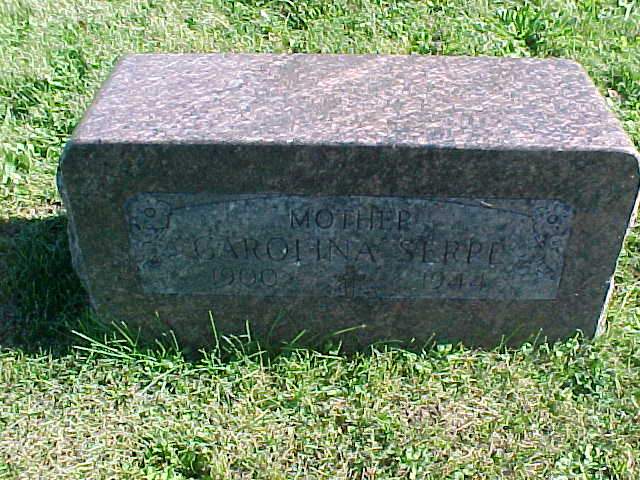 MOTHER
CAROLINA SERPE
1900 1944